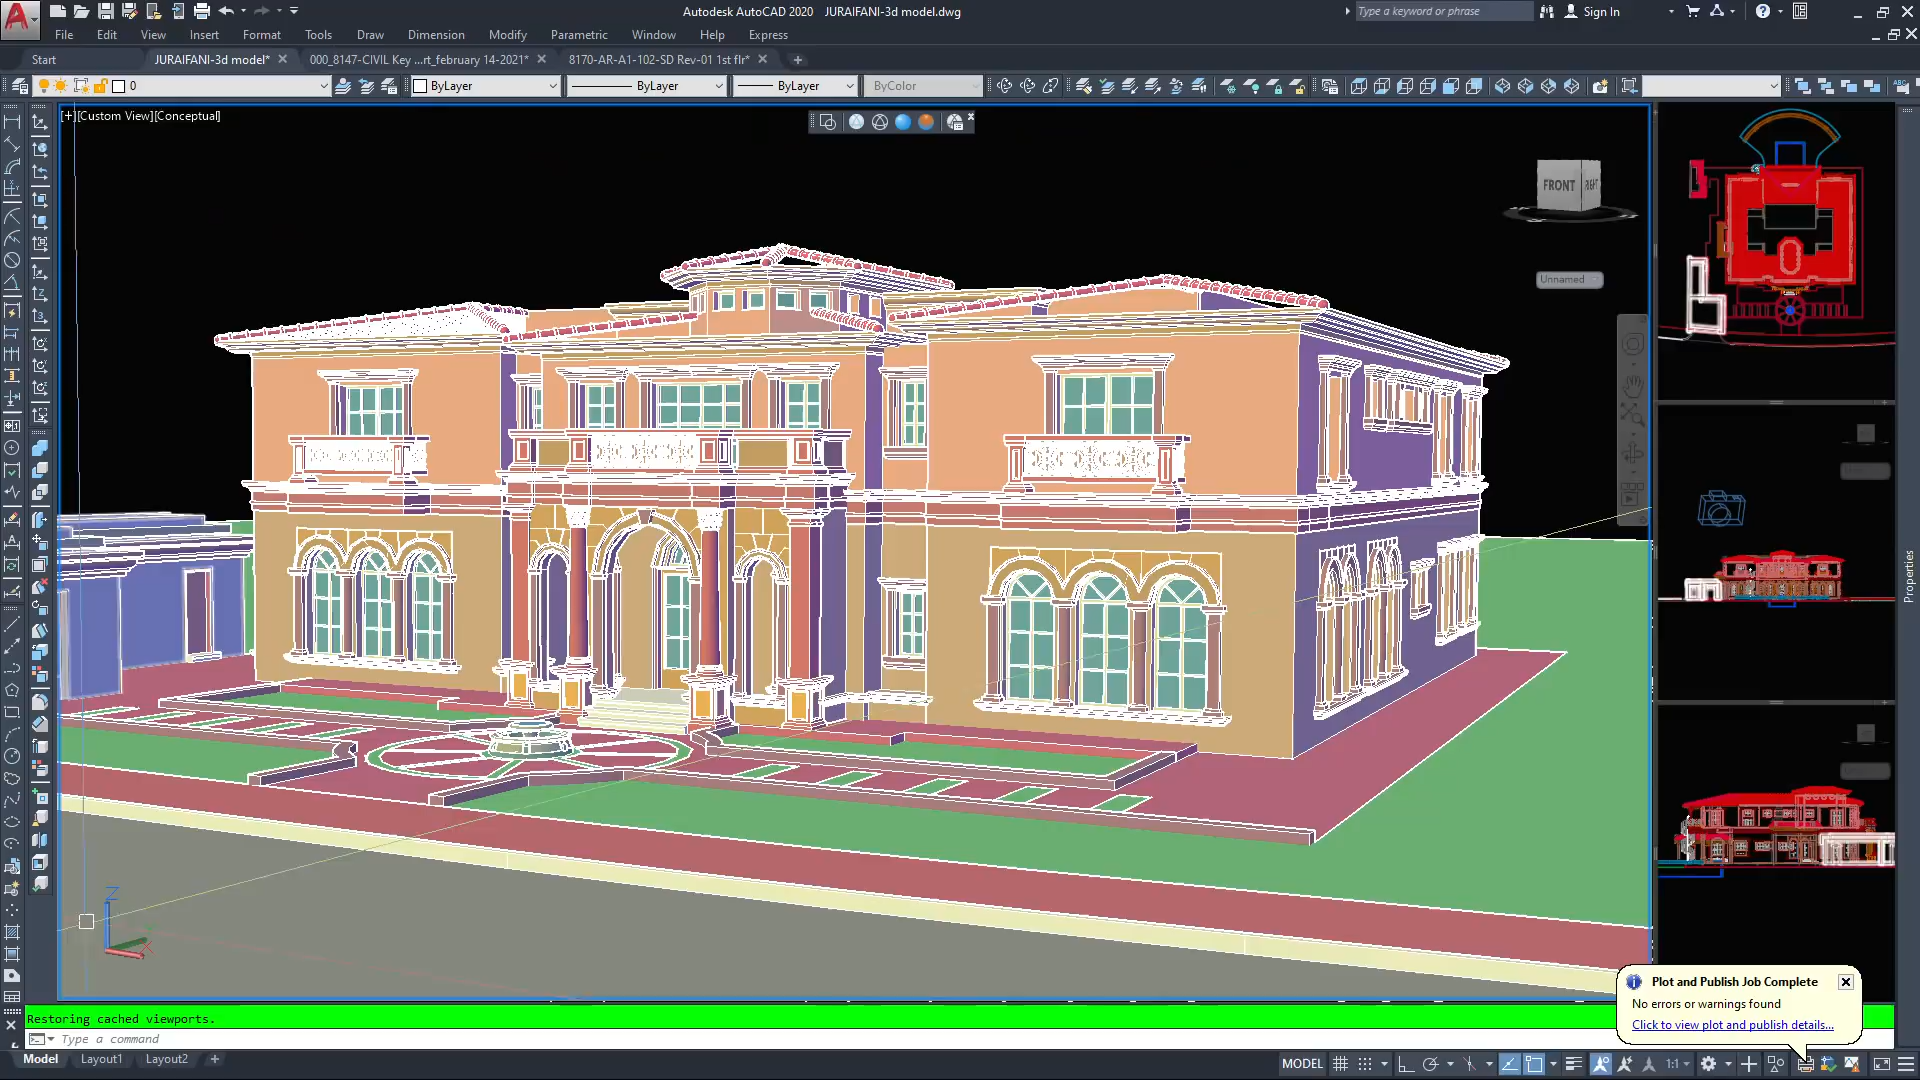 Autodesk AutoCAD 2020 JURAIFANI-3d model.dwg
Type a keyword or phrase
Sign In
File Edit View Insert Format Tools Draw Dimension Modify Parametric Window Help Express
Start
JURAIFANI-3d model*
000_8147-CIVIL Key ...rt_february 14-2021*
8170-AR-A1-102-SD Rev-01 1st flr*
0
ByLayer
ByLayer
ByLayer
ByColor
[+][Custom View][Conceptual]
FRONT
RIGHT
Unnamed
Properties
Z
X
Plot and Publish Job Complete
No errors or warnings found
Click to view plot and publish details...
Restoring cached viewports.
Type a command
Model Layout1 Layout2 +
MODEL
1:1